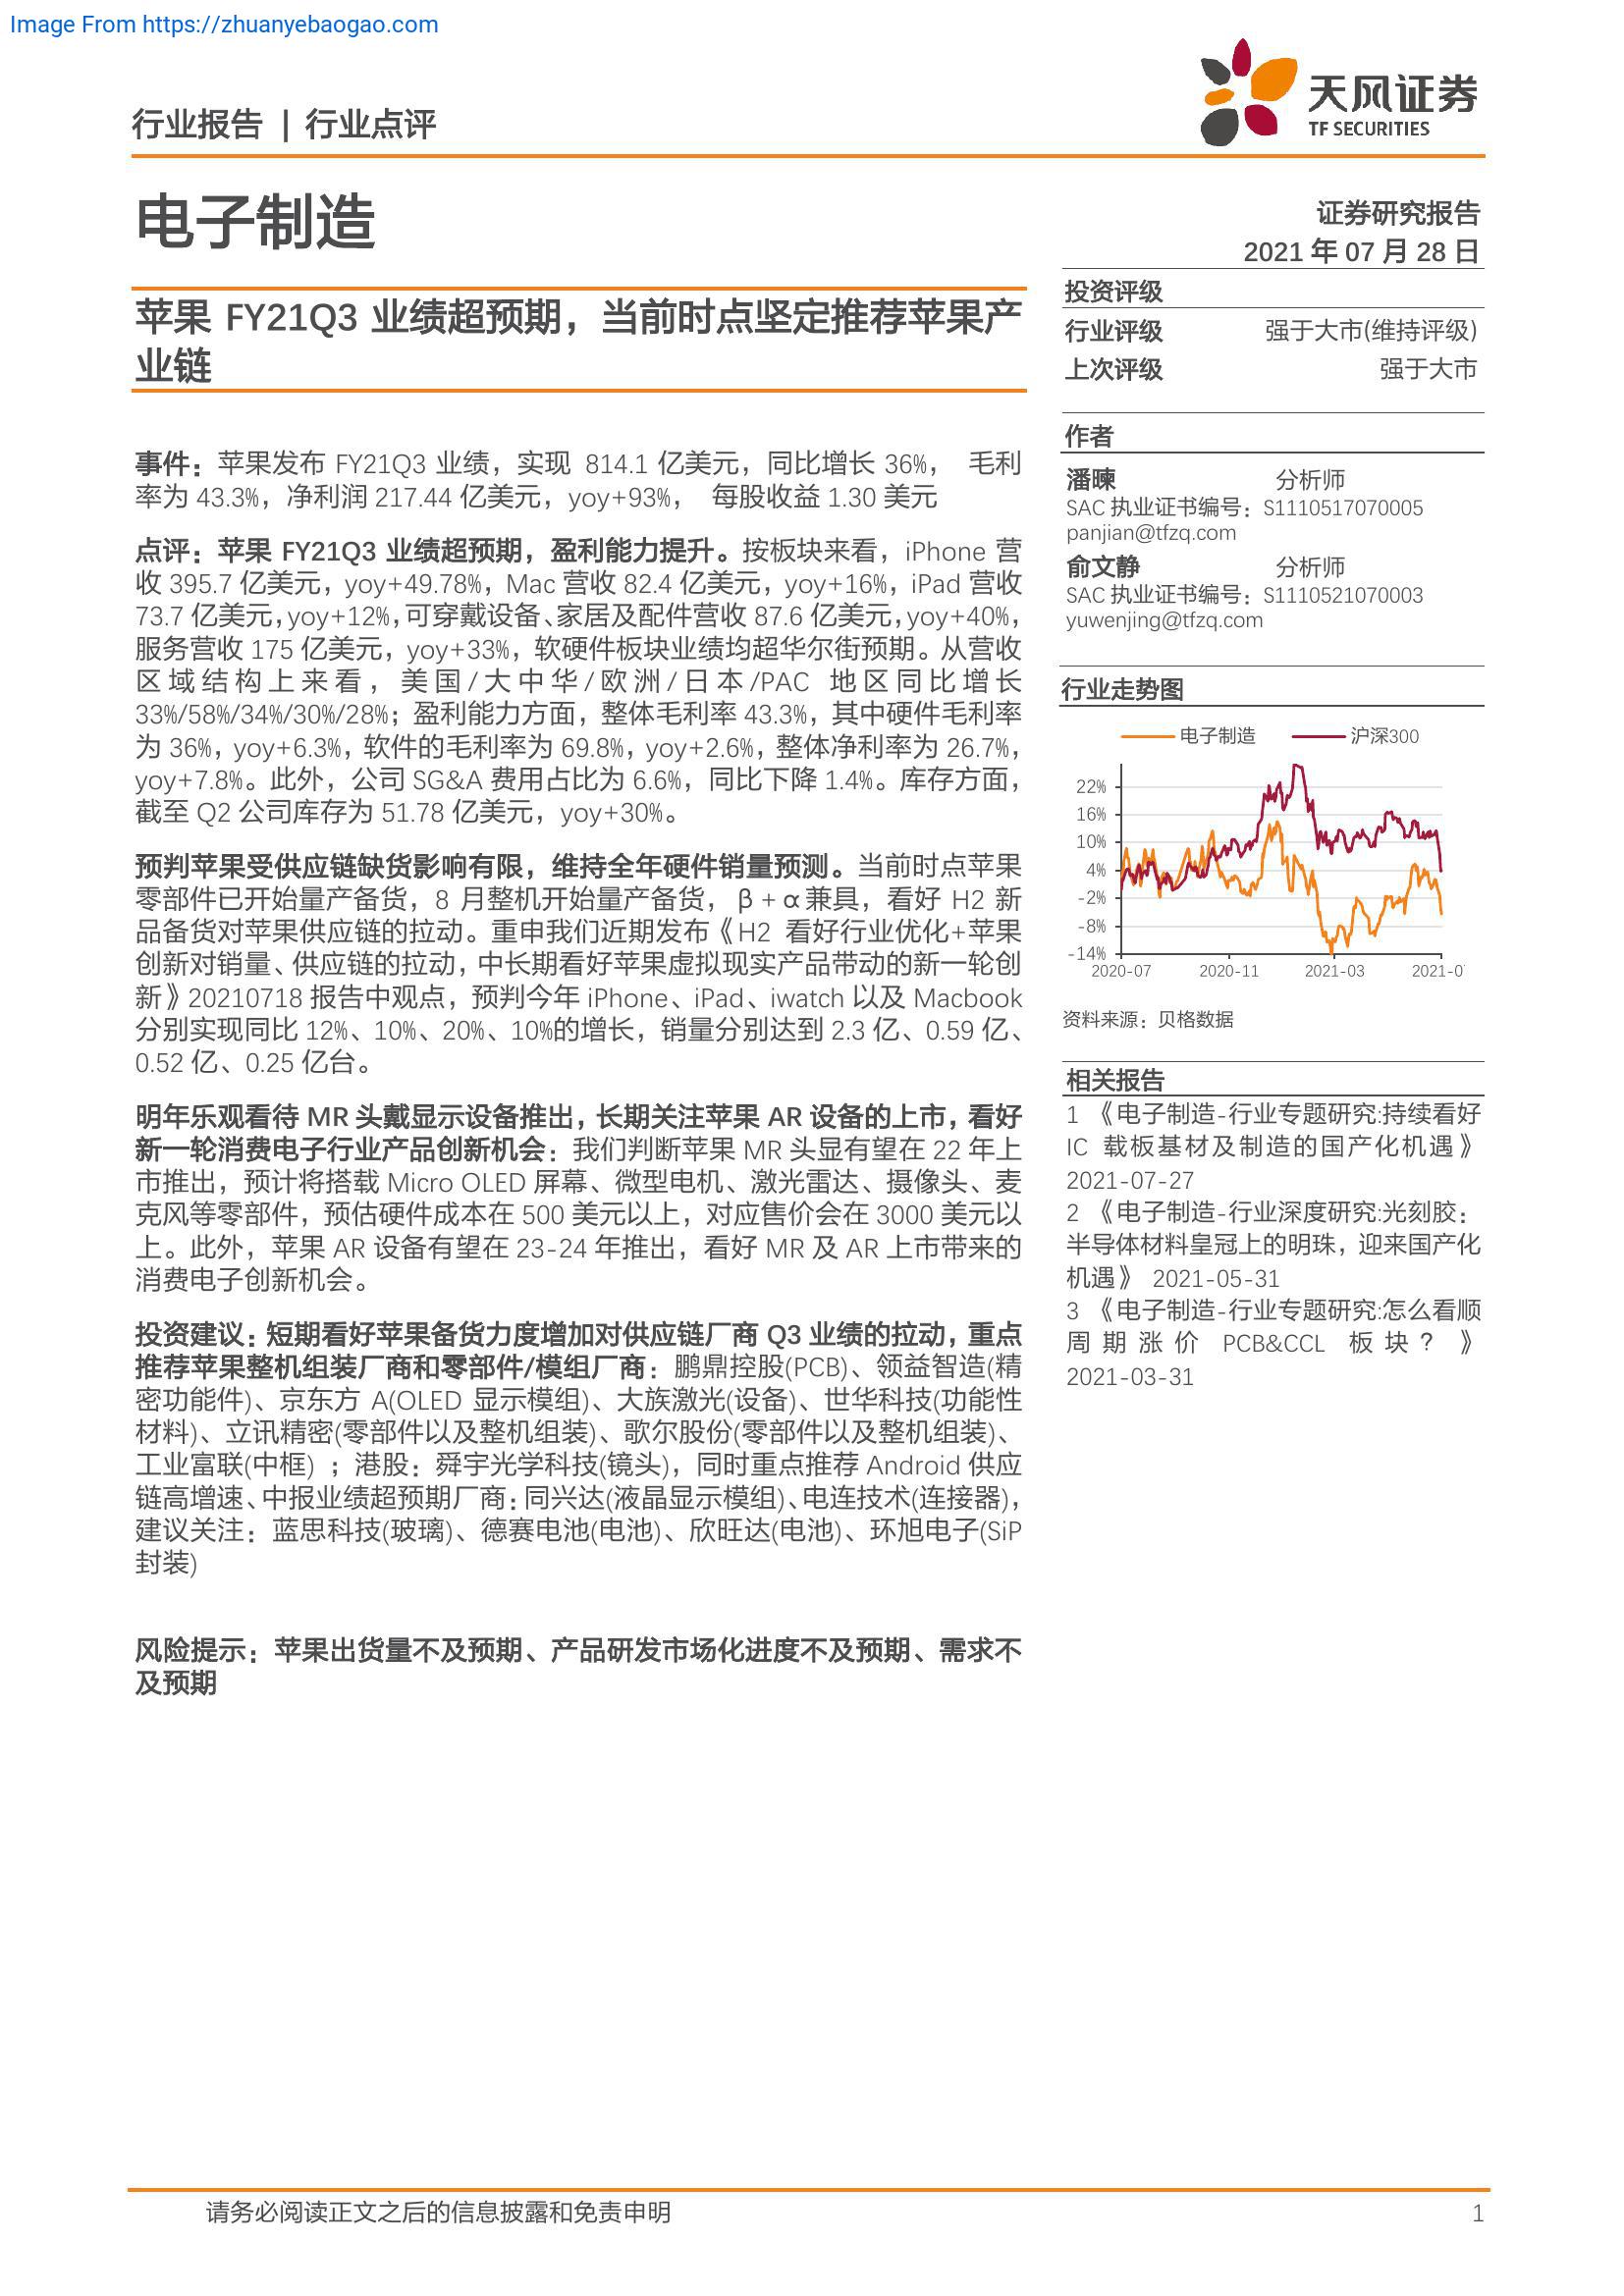 Image From https://zhuanyebaogao.com
行业报告 | 行业点评
天风证券
TF SECURITIES
电子制造
证券研究报告
2021 年 07 月 28 日
苹果 FY21Q3 业绩超预期，当前时点坚定推荐苹果产
业链
事件：苹果发布 FY21Q3 业绩，实现 814.1 亿美元，同比增长 36%， 毛利
率为 43.3%，净利润 217.44 亿美元，yoy+93%， 每股收益 1.30 美元
点评：苹果 FY21Q3 业绩超预期，盈利能力提升。按板块来看，iPhone 营
收 395.7 亿美元，yoy+49.78%，Mac 营收 82.4 亿美元，yoy+16%，iPad 营收
73.7 亿美元，yoy+12%，可穿戴设备、家居及配件营收 87.6 亿美元，yoy+40%，
服务营收 175 亿美元，yoy+33%，软硬件板块业绩均超华尔街预期。从营收
区域结构上来看，美国/大中华/欧洲/日本/PAC 地区同比增长
33%/58%/34%/30%/28%；盈利能力方面，整体毛利率 43.3%，其中硬件毛利率
为 36%，yoy+6.3%，软件的毛利率为 69.8%，yoy+2.6%，整体净利率为 26.7%，
yoy+7.8%。此外，公司 SG&A 费用占比为 6.6%，同比下降 1.4%。库存方面，
截至 Q2 公司库存为 51.78 亿美元，yoy+30%。
预判苹果受供应链缺货影响有限，维持全年硬件销量预测。当前时点苹果
零部件已开始量产备货，8 月整机开始量产备货，β + α 兼具，看好 H2 新
品备货对苹果供应链的拉动。重申我们近期发布《H2 看好行业优化+苹果
创新对销量、供应链的拉动，中长期看好苹果虚拟现实产品带动的新一轮创
新》20210718 报告中观点，预判今年 iPhone、iPad、iwatch 以及 Macbook
分别实现同比 12%、10%、20%、10%的增长，销量分别达到 2.3 亿、0.59 亿、
0.52 亿、0.25 亿台。
明年乐观看待 MR 头戴显示设备推出，长期关注苹果 AR 设备的上市，看好
新一轮消费电子行业产品创新机会：我们判断苹果 MR 头显有望在 22 年上
市推出，预计将搭载 Micro OLED 屏幕、微型电机、激光雷达、摄像头、麦
克风等零部件，预估硬件成本在 500 美元以上，对应售价会在 3000 美元以
上。此外，苹果 AR 设备有望在 23-24 年推出，看好 MR 及 AR 上市带来的
消费电子创新机会。
投资建议：短期看好苹果备货力度增加对供应链厂商 Q3 业绩的拉动，重点
推荐苹果整机组装厂商和零部件/模组厂商：鹏鼎控股(PCB)、领益智造(精
密功能件)、京东方 A(OLED 显示模组)、大族激光(设备)、世华科技(功能性
材料)、立讯精密(零部件以及整机组装)、歌尔股份(零部件以及整机组装)、
工业富联(中框) ；港股：舜宇光学科技(镜头)，同时重点推荐 Android 供应
链高增速、中报业绩超预期厂商：同兴达(液晶显示模组)、电连技术(连接器)，
建议关注：蓝思科技(玻璃)、德赛电池(电池)、欣旺达(电池)、环旭电子(SiP
封装)
风险提示：苹果出货量不及预期、产品研发市场化进度不及预期、需求不
及预期
投资评级
行业评级 强于大市(维持评级)
上次评级 强于大市
作者
潘暕 分析师
SAC 执业证书编号：S1110517070005
panjian@tfzq.com
俞文静 分析师
SAC 执业证书编号：S1110521070003
yuwenjing@tfzq.com
行业走势图
电子制造 沪深300
22%
16%
10%
4%
-2%
-8%
-14%
2020-07 2020-11 2021-03 2021-0
资料来源：贝格数据
相关报告
1 《电子制造-行业专题研究:持续看好
IC 载板基材及制造的国产化机遇》
2021-07-27
2 《电子制造-行业深度研究:光刻胶：
半导体材料皇冠上的明珠，迎来国产化
机遇》 2021-05-31
3 《电子制造-行业专题研究:怎么看顺
周期涨价 PCB&CCL 板块？》
2021-03-31
请务必阅读正文之后的信息披露和免责申明 1